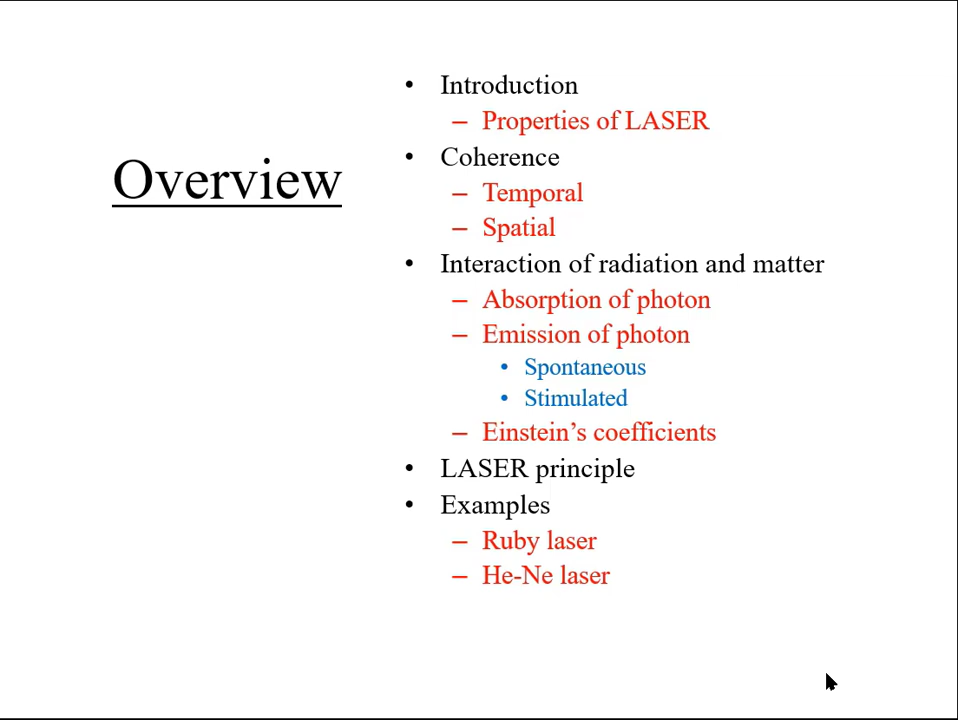 Overview
• Introduction
– Properties of LASER
• Coherence
– Temporal
– Spatial
• Interaction of radiation and matter
– Absorption of photon
– Emission of photon
• Spontaneous
• Stimulated
– Einstein’s coefficients
• LASER principle
• Examples
– Ruby laser
– He-Ne laser